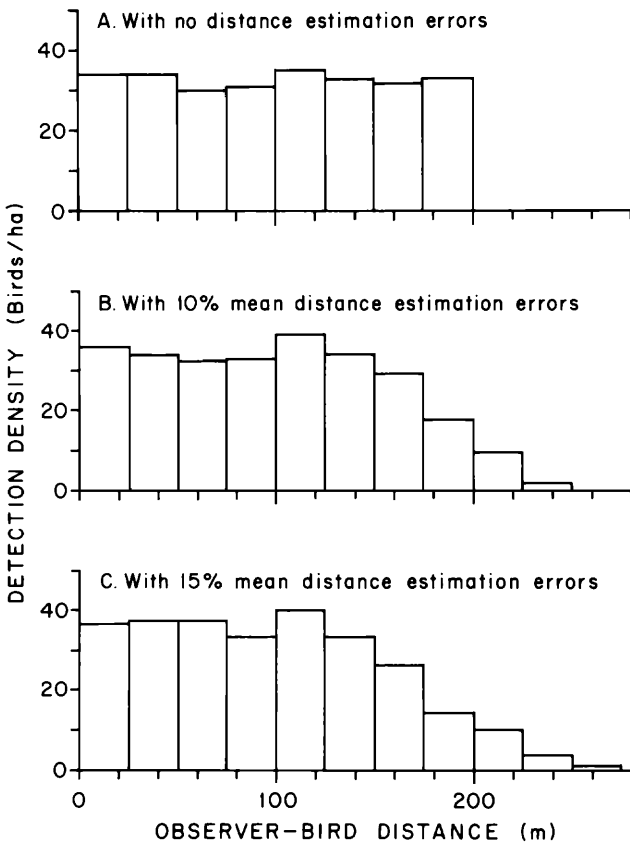 A. With no distance estimation errors
40
20
0
B. With 10% mean distance estimation errors
40
20
0
C. With 15% mean distance estimation errors
40
20
0
0 100 200
OBSERVER-BIRD DISTANCE (m)
DETECTION DENSITY (Birds/ha)